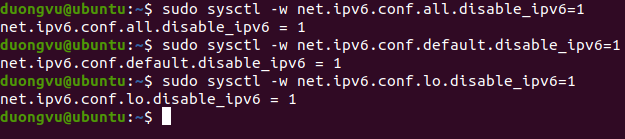 duongvu@ubuntu:~$ sudo sysctl -w net.ipv6.conf.all.disable_ipv6=1
net.ipv6.conf.all.disable_ipv6 = 1
duongvu@ubuntu:~$ sudo sysctl -w net.ipv6.conf.default.disable_ipv6=1
net.ipv6.conf.default.disable_ipv6 = 1
duongvu@ubuntu:~$ sudo sysctl -w net.ipv6.conf.lo.disable_ipv6=1
net.ipv6.conf.lo.disable_ipv6 = 1
duongvu@ubuntu:~$